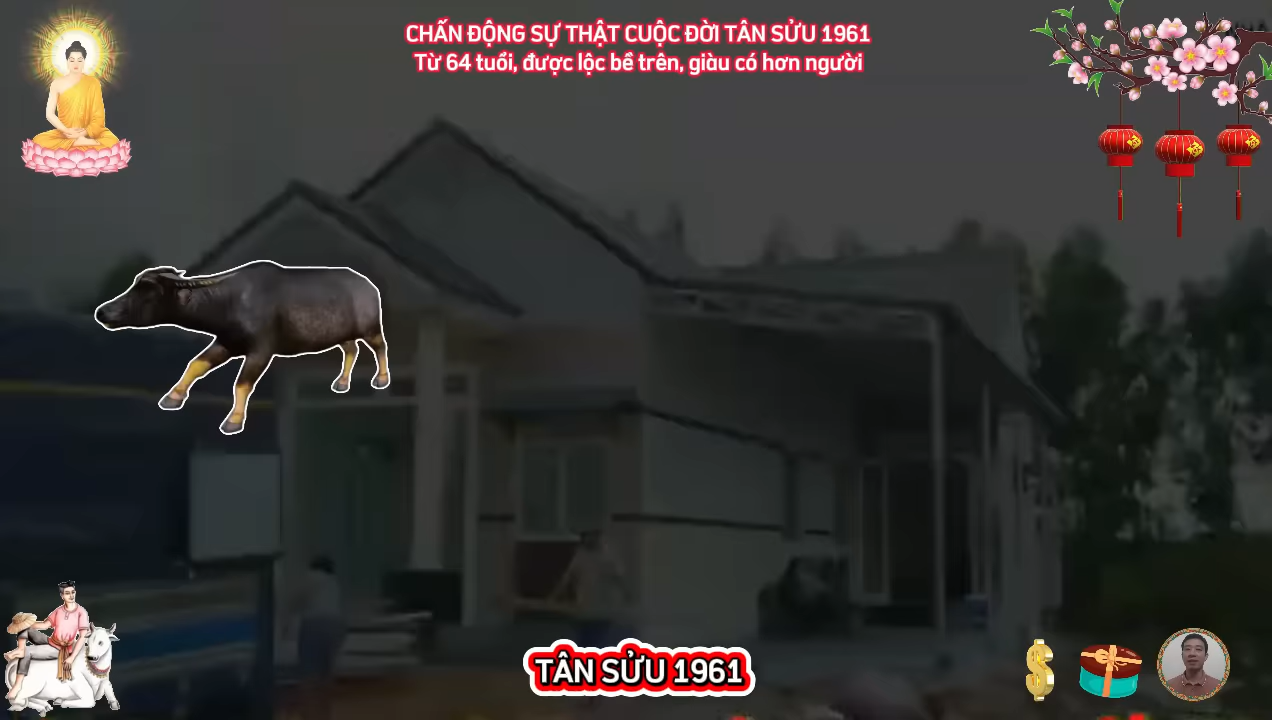 CHẤN ĐỘNG SỰ THẬT CUỘC ĐỜI TÂN SỬU 1961
Từ 64 tuổi, được lộc bề trên, giàu có hơn người
TÂN SỬU 1961